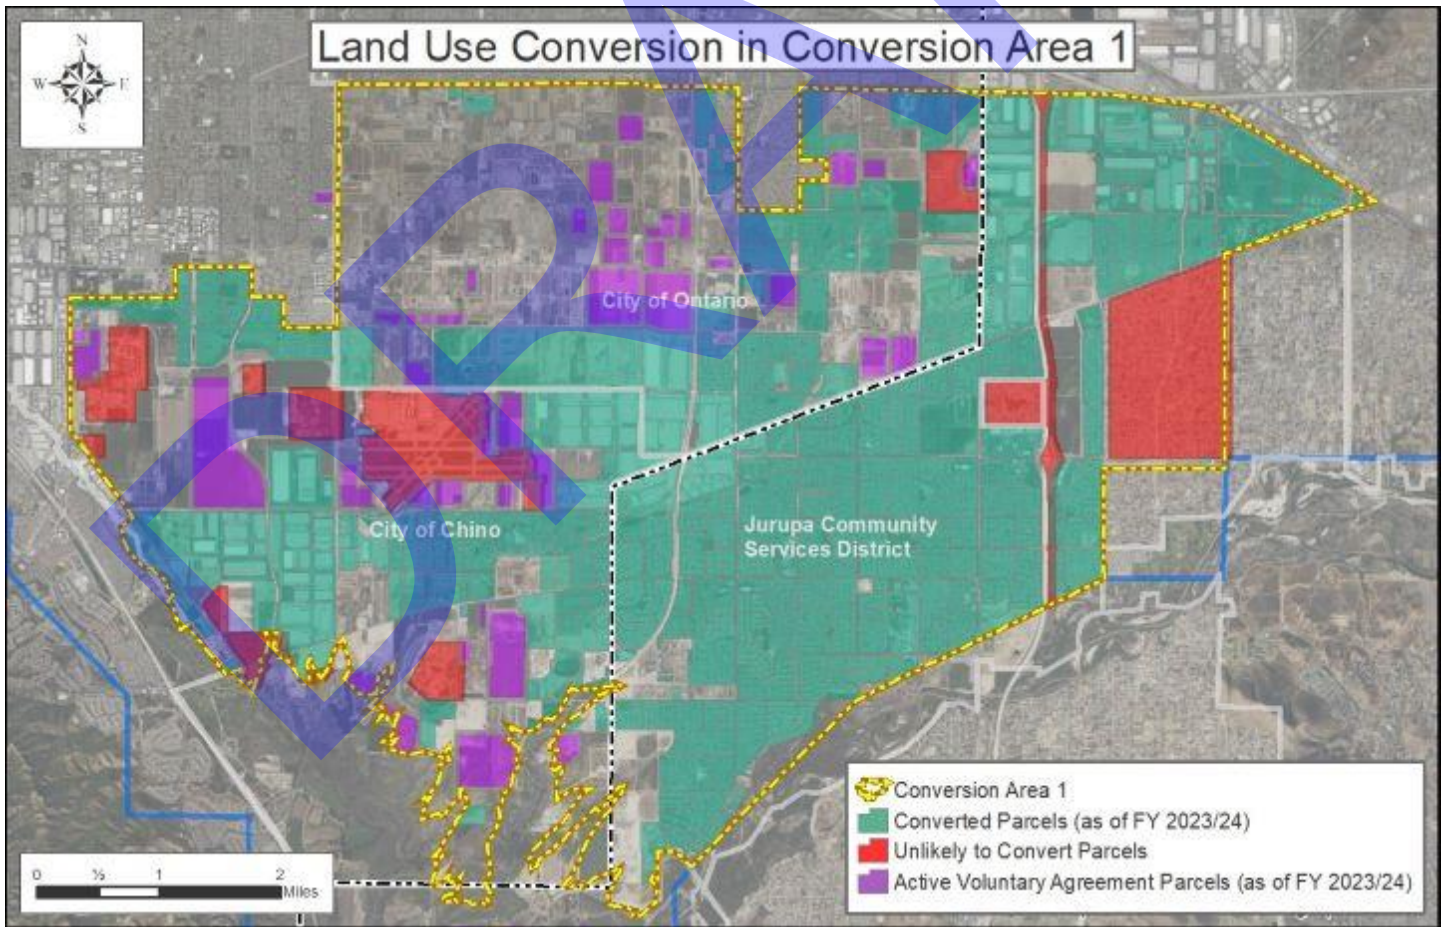 Land Use Conversion in Conversion Area 1
N
W E
S
City of Ontario
City of Chino
Jurupa Community
Services District
Conversion Area 1
Converted Parcels (as of FY 2023/24)
Unlikely to Convert Parcels
Active Voluntary Agreement Parcels (as of FY 2023/24)
0 ½ 1 2
Miles
DRA